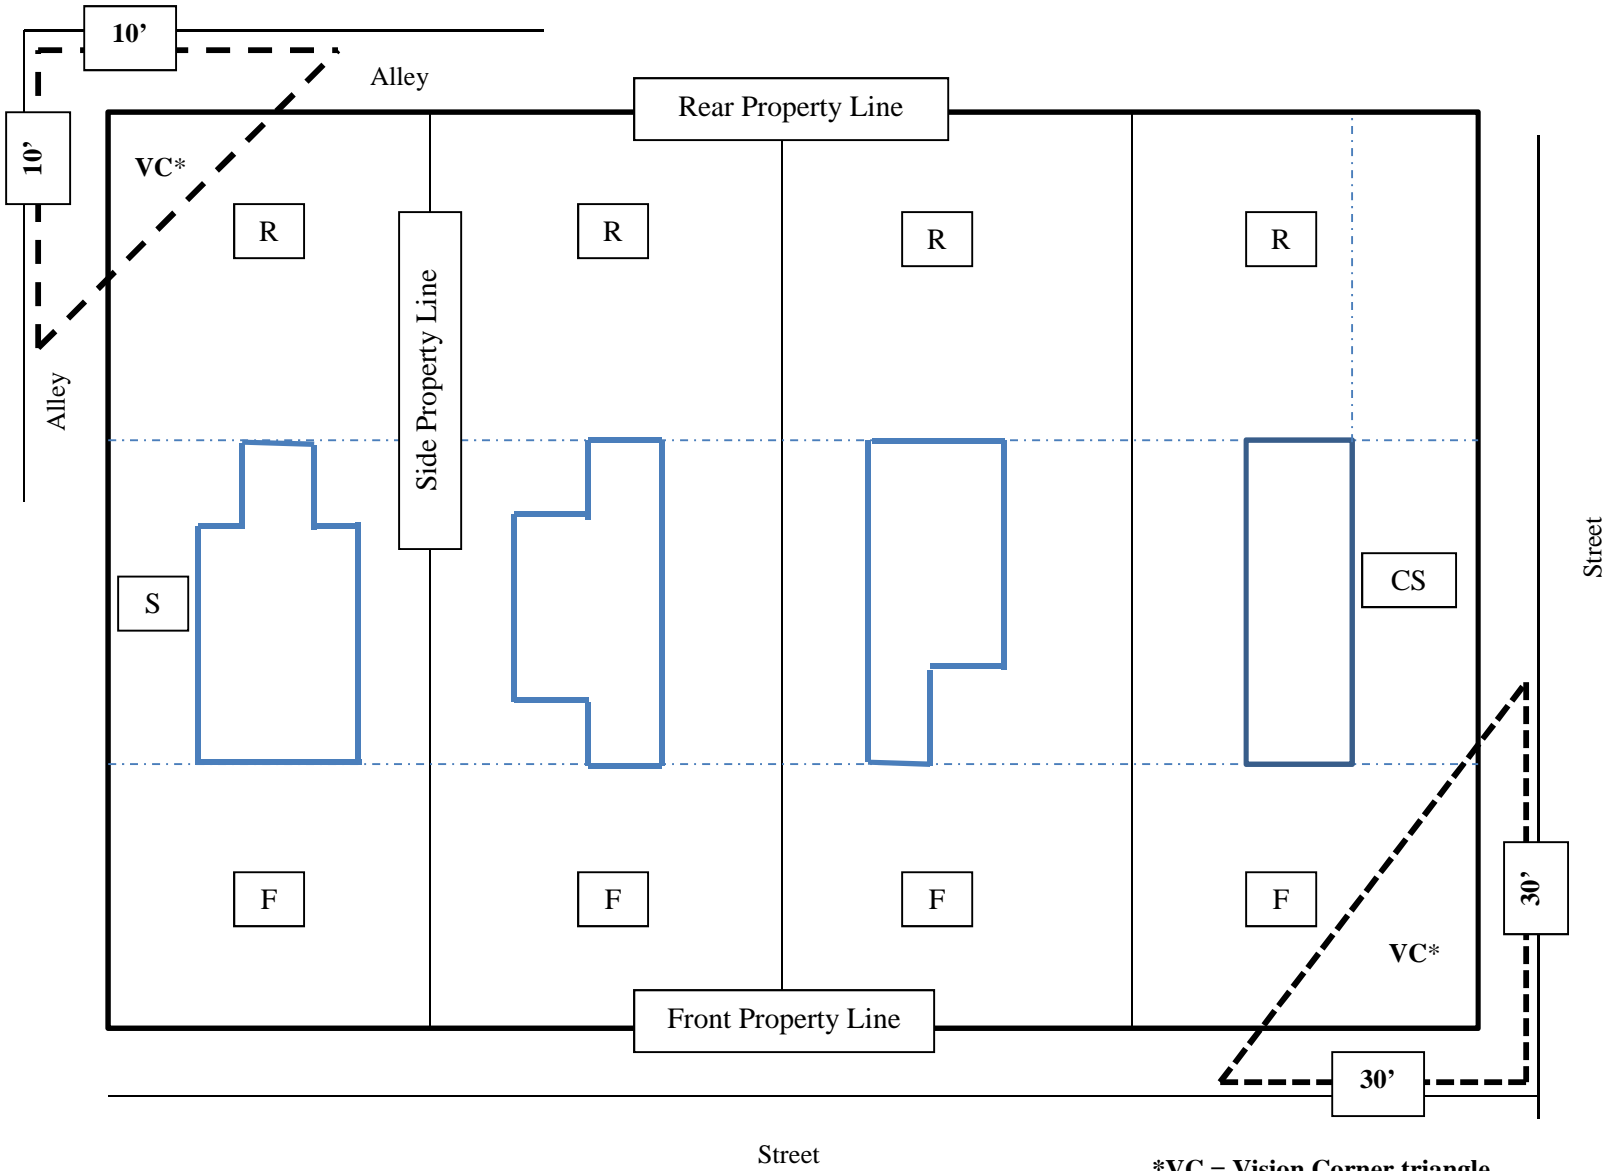 10’
Alley
Rear Property Line
10’
VC*
R
R
R
R
Side Property Line
Alley
Street
S
CS
F
F
F
F
30’
VC*
Front Property Line
30’
Street
*VC = Vision Corner triangle